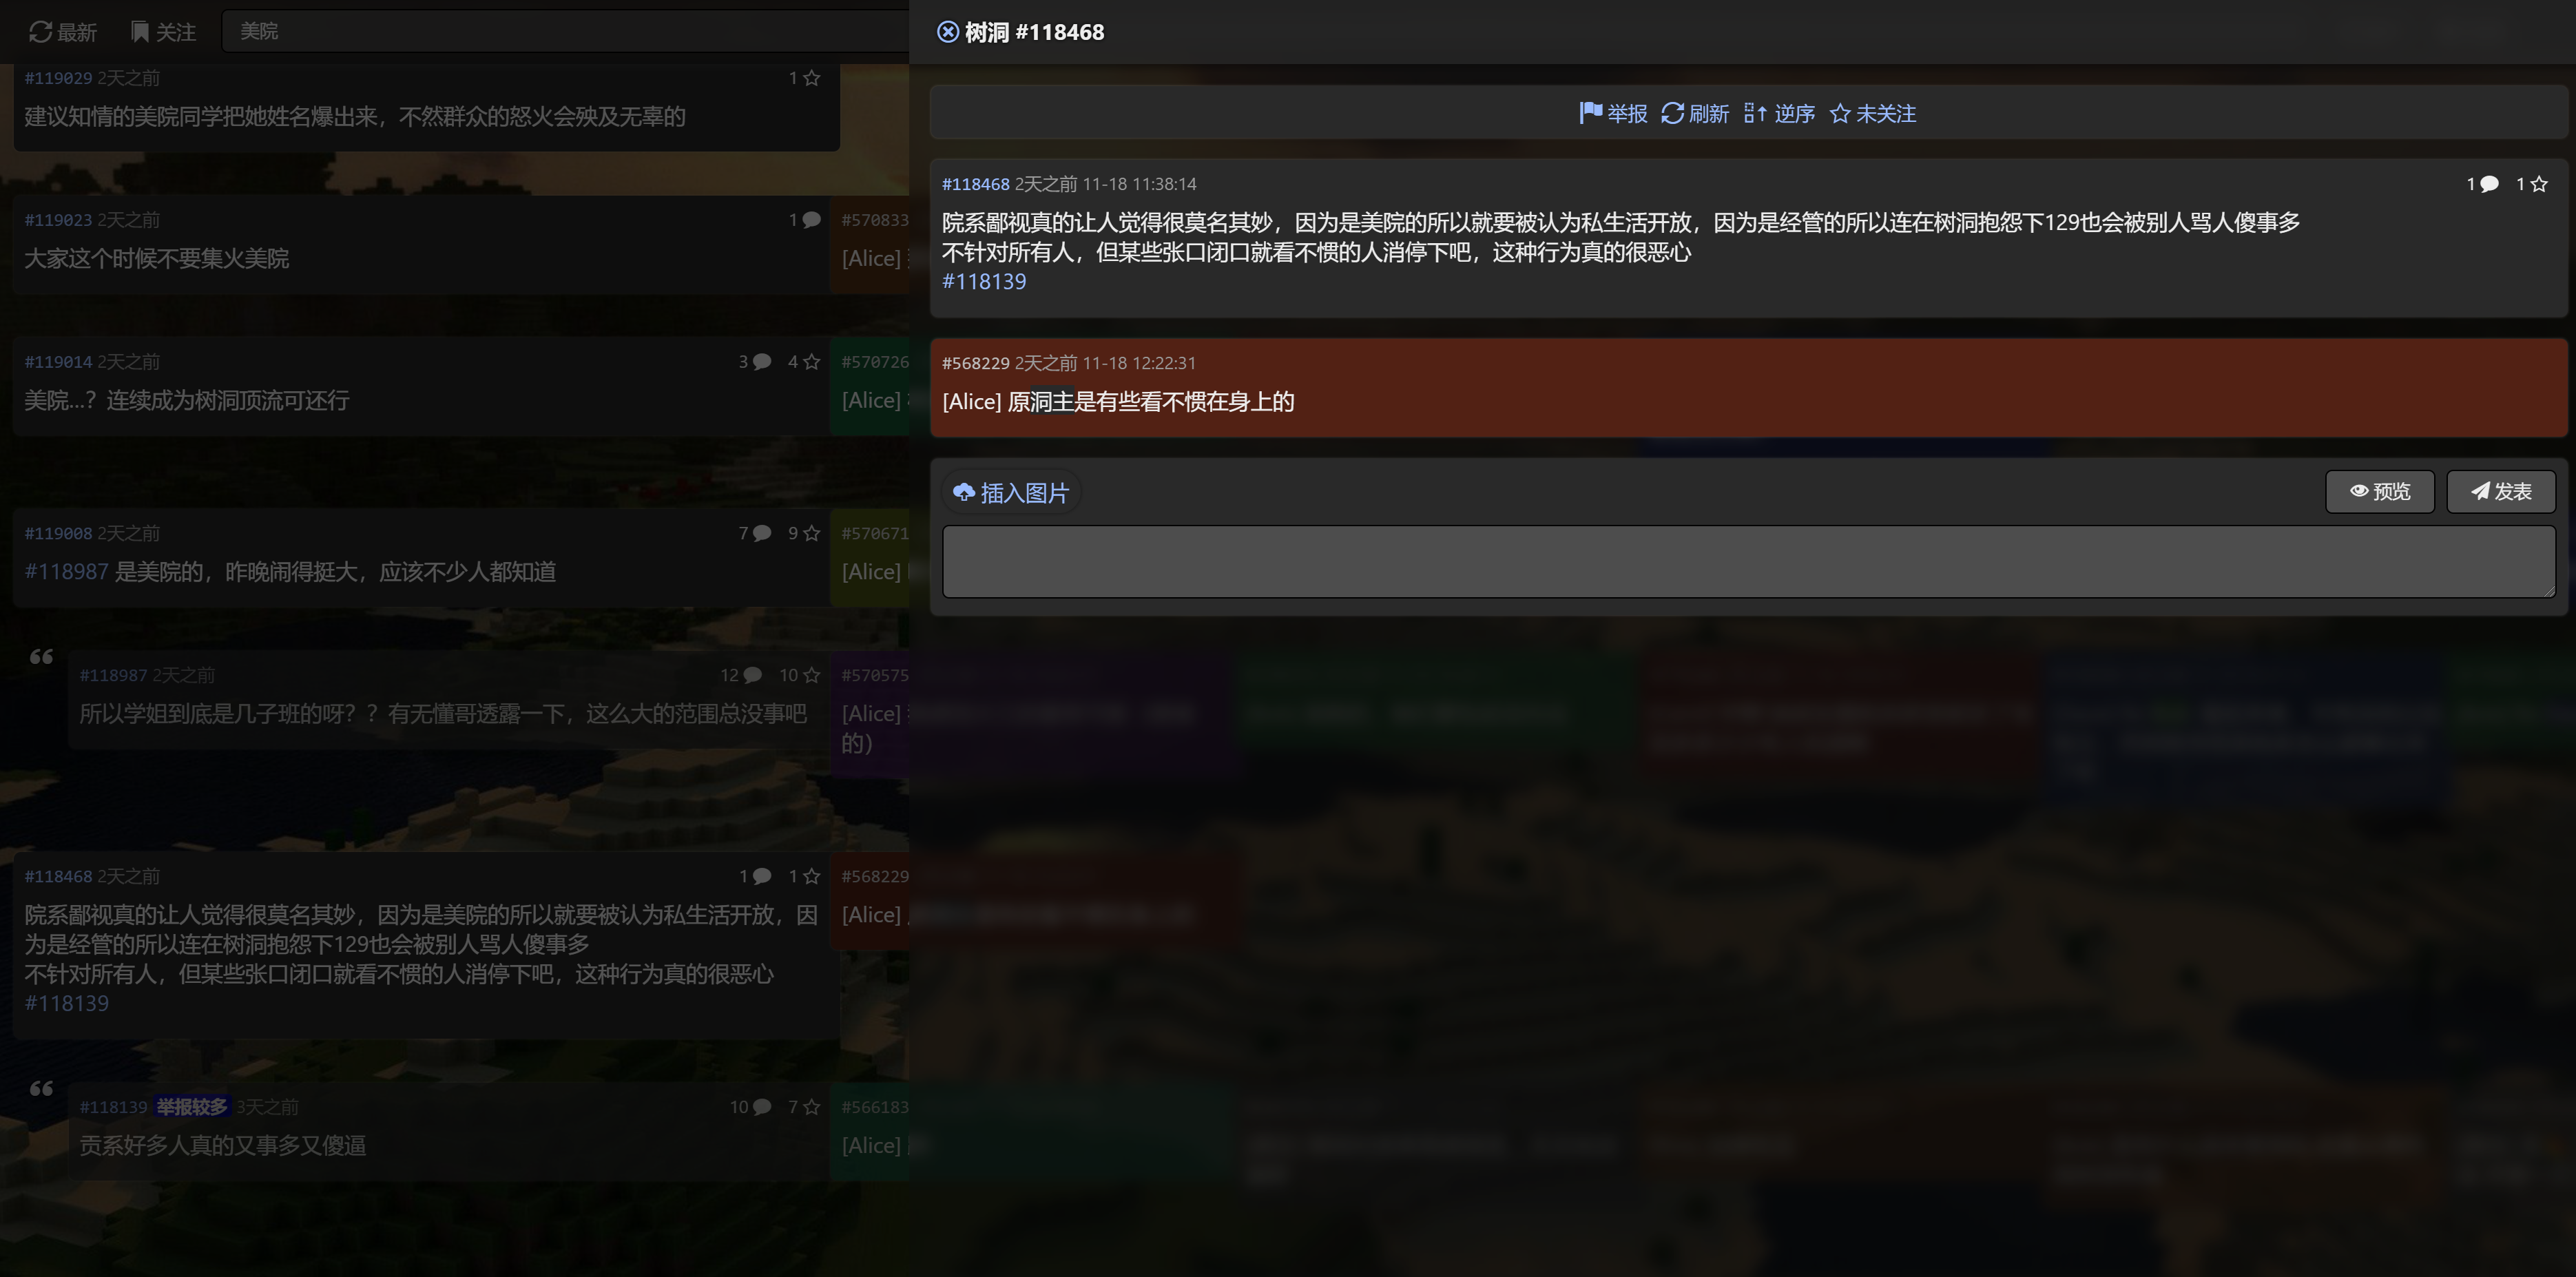 最新 关注 美院
#119029 2天之前 1
建议知情的美院同学把她姓名爆出来，不然群众的怒火会殃及无辜的
#119023 2天之前 1 #570833
大家这个时候不要集火美院 [Alice]
#119014 2天之前 3 4 #570726
美院...？连续成为树洞顶流可还行 [Alice]
#119008 2天之前 7 9 #570671
#118987 是美院的，昨晚闹得挺大，应该不少人都知道 [Alice]
#118987 2天之前 12 10 #570575
所以学姐到底是几子班的呀？？有无懂哥透露一下，这么大的范围总没事吧 [Alice]
的）
#118468 2天之前 1 1 #568229
院系鄙视真的让人觉得很莫名其妙，因为是美院的所以就要被认为私生活开放，因 [Alice]
为是经管的所以连在树洞抱怨下129也会被别人骂人傻事多
不针对所有人，但某些张口闭口就看不惯的人消停下吧，这种行为真的很恶心
#118139
#118139 举报较多 3天之前 10 7 #566183
贡系好多人真的又事多又傻逼 [Alice]
树洞 #118468
举报 刷新 逆序 未关注
#118468 2天之前 11-18 11:38:14 1 1
院系鄙视真的让人觉得很莫名其妙，因为是美院的所以就要被认为私生活开放，因为是经管的所以连在树洞抱怨下129也会被别人骂人傻事多
不针对所有人，但某些张口闭口就看不惯的人消停下吧，这种行为真的很恶心
#118139
#568229 2天之前 11-18 12:22:31
[Alice] 原洞主是有些看不惯在身上的
插入图片 预览 发表